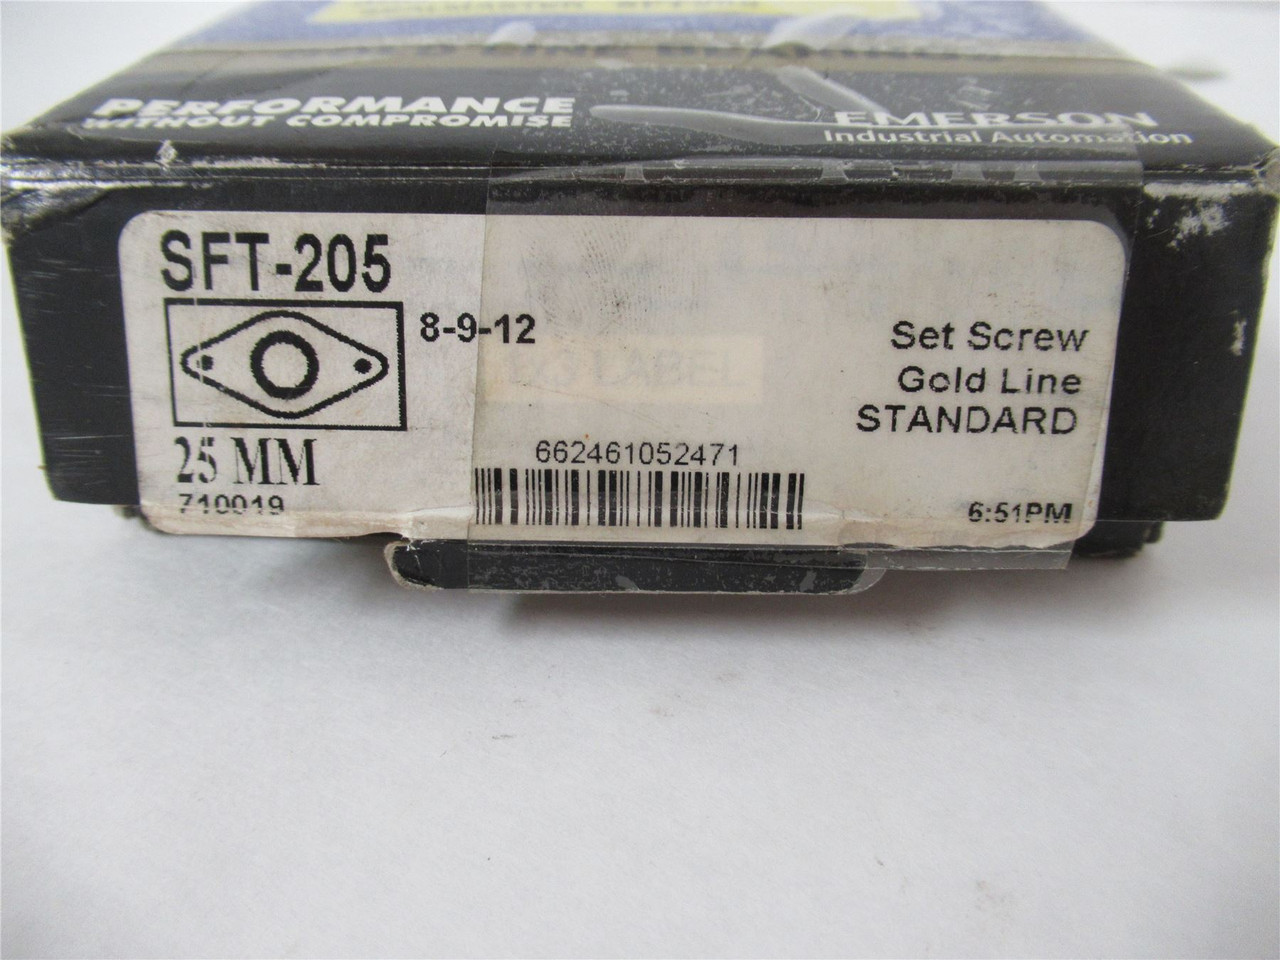 PERFORMANCE
WITHOUT COMPROMISE
EMERSON
Industrial Automation
SFT-205
8-9-12
Set Screw
Gold Line
STANDARD
25 MM
710019
LABEL
662461052471
6:51PM